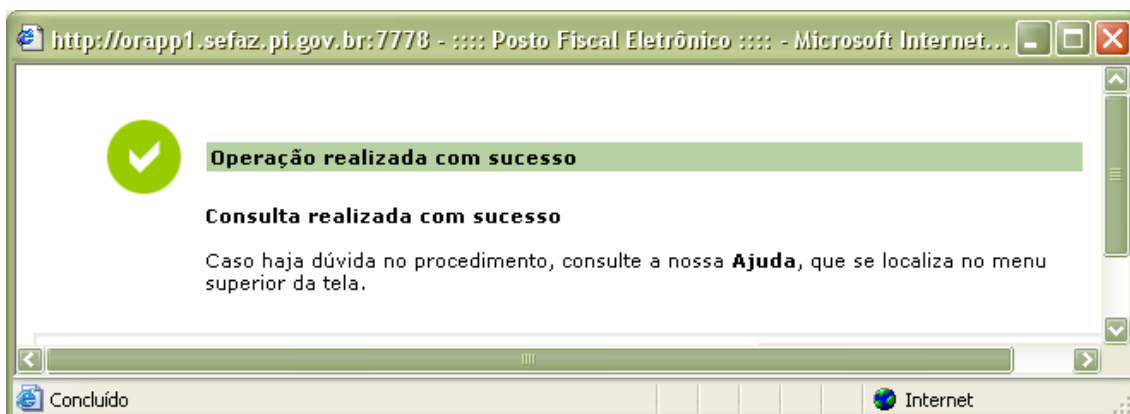 http://orapp1.sefaz.pi.gov.br:7778 - :::: Posto Fiscal Eletrônico :::: - Microsoft Internet...
Operação realizada com sucesso
Consulta realizada com sucesso
Caso haja dúvida no procedimento, consulte a nossa Ajuda, que se localiza no menu
superior da tela.
Concluído
Internet